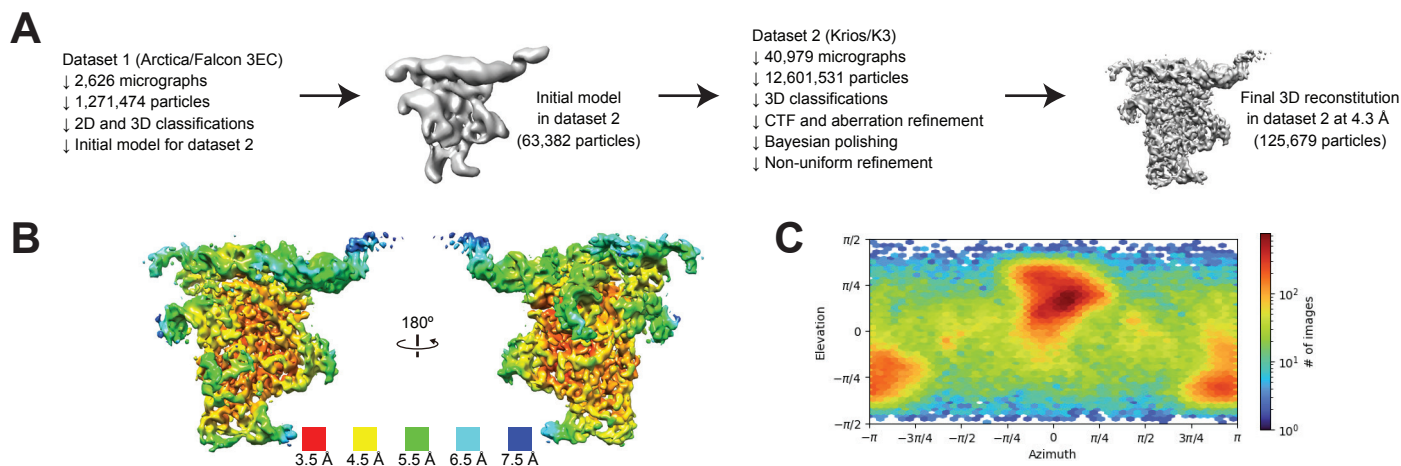 A
Dataset 1 (Arctica/Falcon 3EC)
↓ 2,626 micrographs
↓ 1,271,474 particles
↓ 2D and 3D classifications
↓ Initial model for dataset 2
Initial model
in dataset 2
(63,382 particles)
Dataset 2 (Krios/K3)
↓ 40,979 micrographs
↓ 12,601,531 particles
↓ 3D classifications
↓ CTF and aberration refinement
↓ Bayesian polishing
↓ Non-uniform refinement
Final 3D reconstitution
in dataset 2 at 4.3 Å
(125,679 particles)
B
180º
3.5 Å 4.5 Å 5.5 Å 6.5 Å 7.5 Å
C
Elevation
π/2
π/4
0
−π/4
−π/2
−π −3π/4 −π/2 −π/4 0 π/4 π/2 3π/4 π
Azimuth
10²
10¹
10⁰
# of images